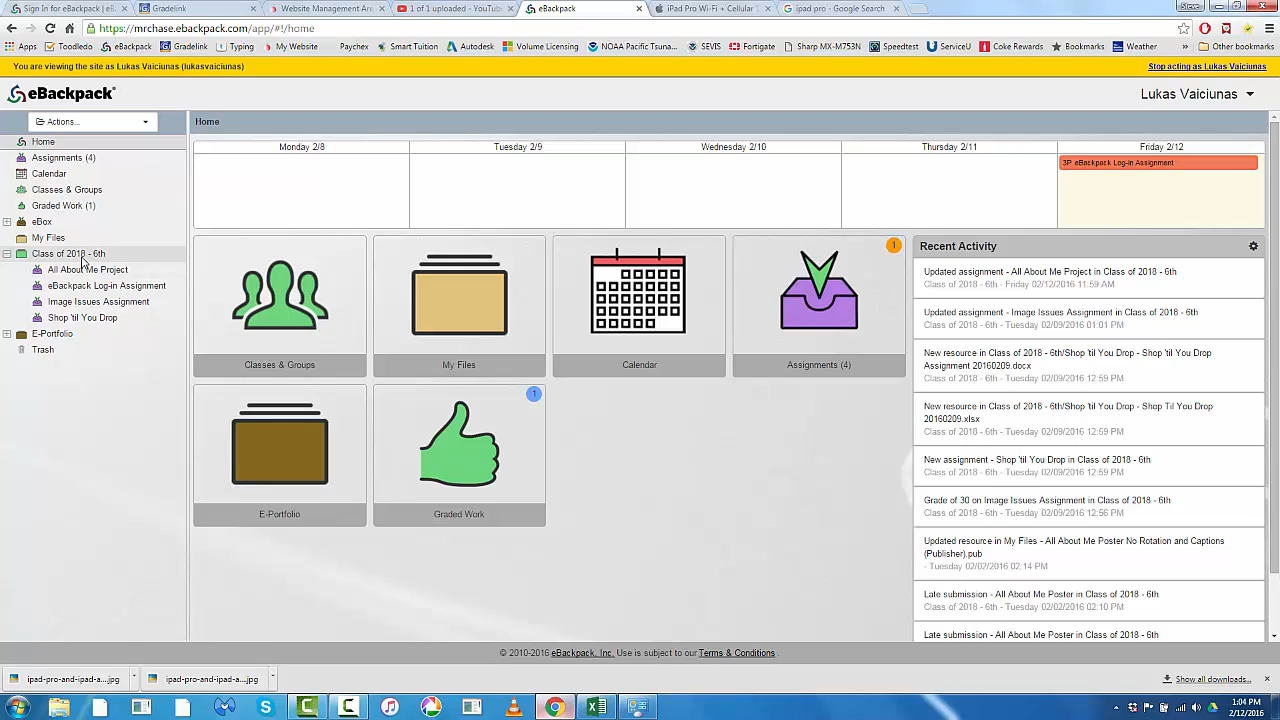 Sign In for eBackpack | eB
Gradelink
Website Management Are
1 of 1 uploaded - YouTube
eBackpack
iPad Pro Wi-Fi + Cellular 1
ipad pro - Google Search
Steve
https://mrchase.ebackpack.com/app/#!/home
Apps Toodledo eBackpack Gradelink Typing My Website Paychex Smart Tuition Autodesk Volume Licensing NOAA Pacific Tsuna... SEVIS Fortigate Sharp MX-M753N Speedtest ServiceU Coke Rewards Bookmarks Weather » Other bookmarks
You are viewing the site as Lukas Vaiciunas (lukasvaiciunas)
Stop acting as Lukas Vaiciunas
eBackpack
Lukas Vaiciunas
Actions...
Home
Assignments (4)
Calendar
Classes & Groups
Graded Work (1)
eBox
My Files
Class of 2018 - 6th
All About Me Project
eBackpack Log-in Assignment
Image Issues Assignment
Shop 'til You Drop
E-Portfolio
Trash
Home
Monday 2/8
Tuesday 2/9
Wednesday 2/10
Thursday 2/11
Friday 2/12
3P eBackpack Log-in Assignment
Classes & Groups
My Files
Calendar
1
Assignments (4)
E-Portfolio
1
Graded Work
Recent Activity
Updated assignment - All About Me Project in Class of 2018 - 6th
Class of 2018 - 6th - Friday 02/12/2016 11:59 AM
Updated assignment - Image Issues Assignment in Class of 2018 - 6th
Class of 2018 - 6th - Tuesday 02/09/2016 01:01 PM
New resource in Class of 2018 - 6th/Shop 'til You Drop - Shop 'til You Drop
Assignment 20160209.docx
Class of 2018 - 6th - Tuesday 02/09/2016 12:59 PM
New resource in Class of 2018 - 6th/Shop 'til You Drop - Shop Til You Drop
20160209.xlsx
Class of 2018 - 6th - Tuesday 02/09/2016 12:59 PM
New assignment - Shop 'til You Drop in Class of 2018 - 6th
Class of 2018 - 6th - Tuesday 02/09/2016 12:59 PM
Grade of 30 on Image Issues Assignment in Class of 2018 - 6th
Class of 2018 - 6th - Tuesday 02/09/2016 12:56 PM
Updated resource in My Files - All About Me Poster No Rotation and Captions
(Publisher).pub
- Tuesday 02/02/2016 02:14 PM
Late submission - All About Me Poster in Class of 2018 - 6th
Class of 2018 - 6th - Tuesday 02/02/2016 02:10 PM
Late submission - All About Me Poster in Class of 2018 - 6th
© 2010-2016 eBackpack, Inc. Use is subject to our Terms & Conditions .
ipad-pro-and-ipad-a....jpg
ipad-pro-and-ipad-a....jpg
Show all downloads...
1:04 PM
2/12/2016